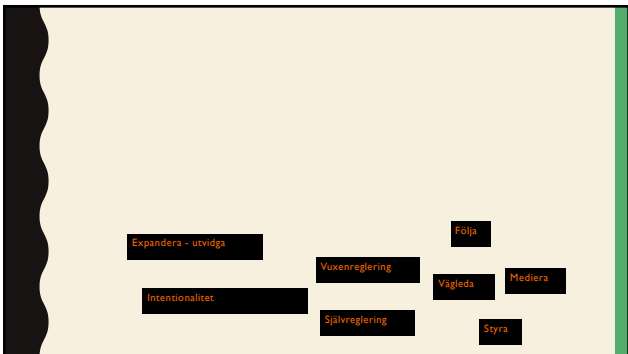 Följa
Expandera - utvidga
Vuxenreglering
Mediera
Vägleda
Intentionalitet
Självreglering
Styra